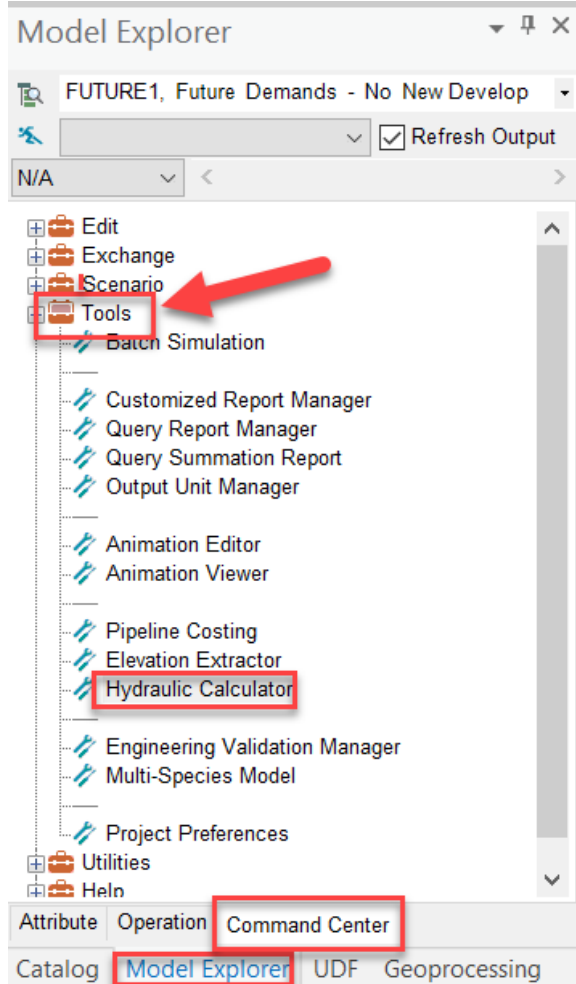 Model Explorer
FUTURE1, Future Demands - No New Develop
Refresh Output
N/A
Edit
Exchange
Scenario
Tools
Batch Simulation
Customized Report Manager
Query Report Manager
Query Summation Report
Output Unit Manager
Animation Editor
Animation Viewer
Pipeline Costing
Elevation Extractor
Hydraulic Calculator
Engineering Validation Manager
Multi-Species Model
Project Preferences
Utilities
Help
Attribute Operation Command Center
Catalog Model Explorer UDF Geoprocessing